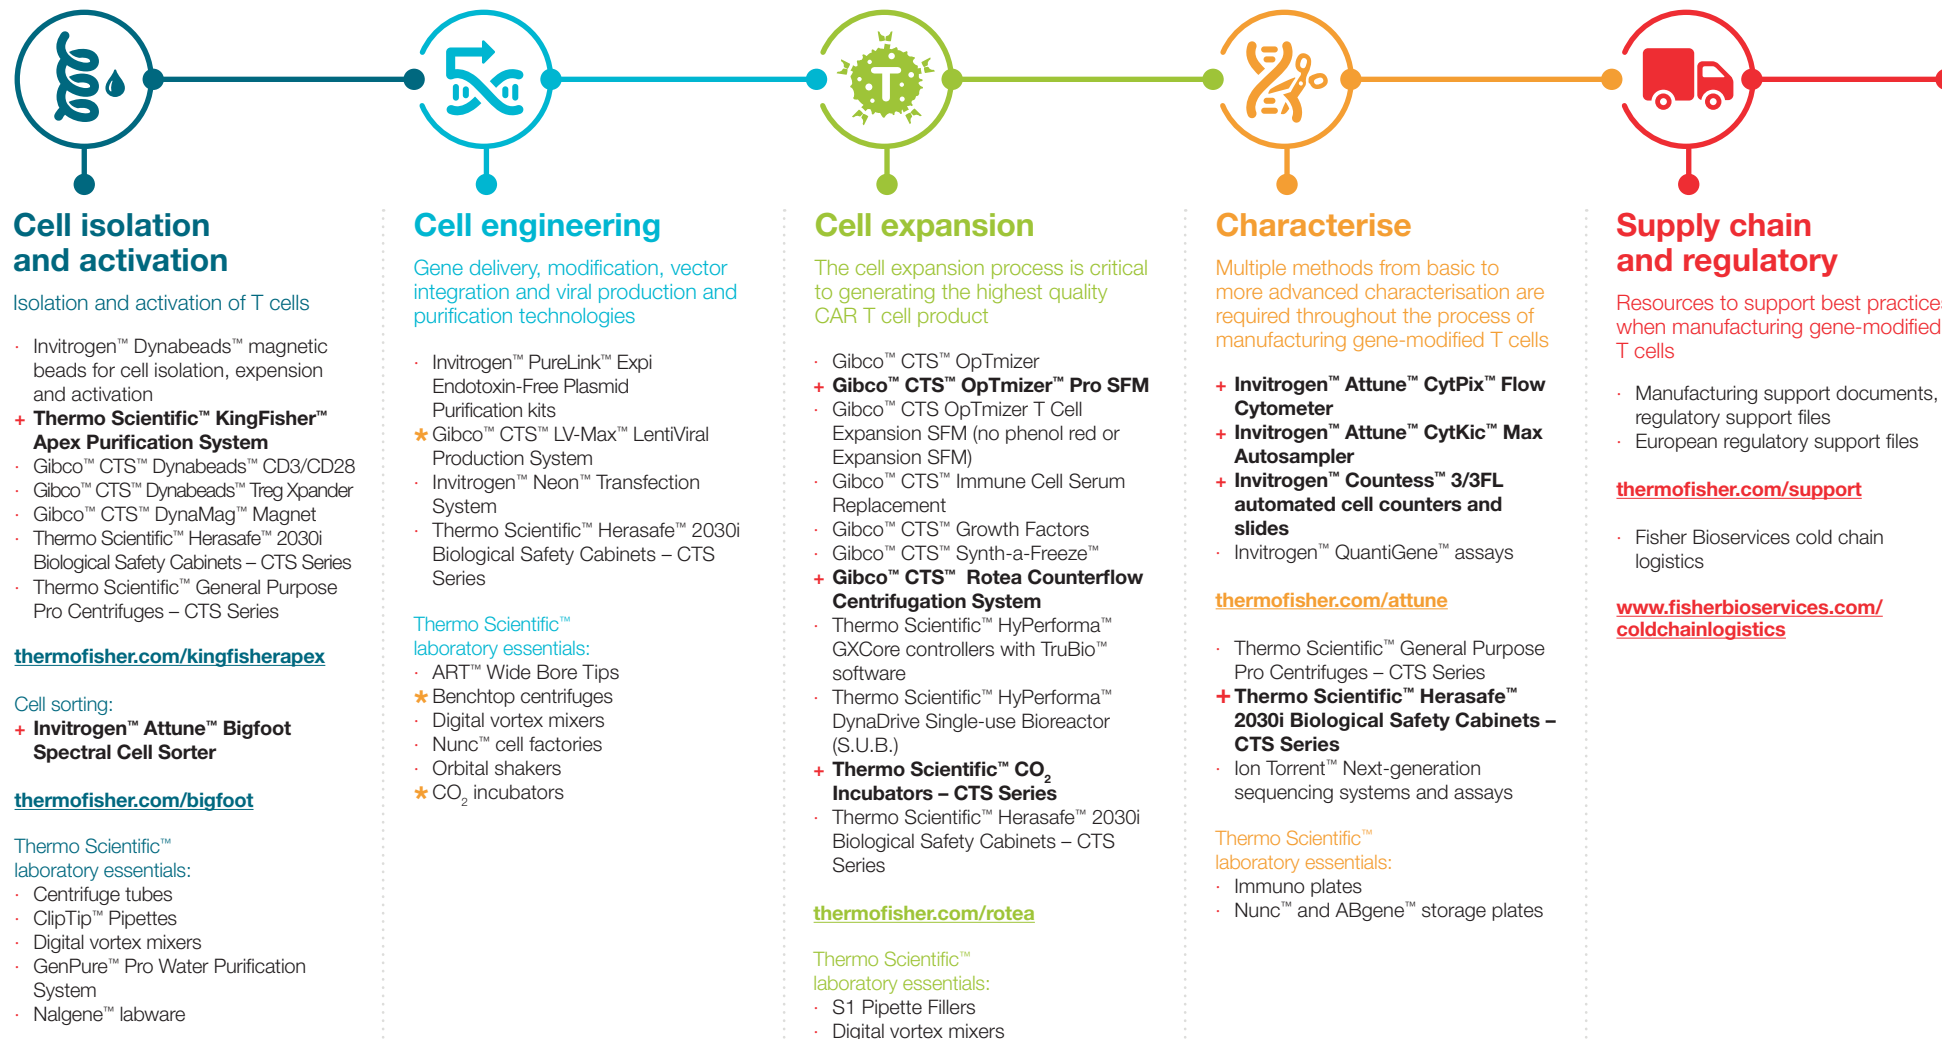 Cell isolation
and activation
Isolation and activation of T cells
· Invitrogen™ Dynabeads™ magnetic
beads for cell isolation, expension
and activation
+ Thermo Scientific™ KingFisher™
Apex Purification System
· Gibco™ CTS™ Dynabeads™ CD3/CD28
· Gibco™ CTS™ Dynabeads™ Treg Xpander
· Gibco™ CTS™ DynaMag™ Magnet
· Thermo Scientific™ Herasafe™ 2030i
Biological Safety Cabinets – CTS Series
· Thermo Scientific™ General Purpose
Pro Centrifuges – CTS Series
thermofisher.com/kingfisherapex
Cell sorting:
+ Invitrogen™ Attune™ Bigfoot
Spectral Cell Sorter
thermofisher.com/bigfoot
Thermo Scientific™
laboratory essentials:
· Centrifuge tubes
· ClipTip™ Pipettes
· Digital vortex mixers
· GenPure™ Pro Water Purification
System
· Nalgene™ labware
Cell engineering
Gene delivery, modification, vector
integration and viral production and
purification technologies
· Invitrogen™ PureLink™ Expi
Endotoxin-Free Plasmid
Purification kits
* Gibco™ CTS™ LV-Max™ LentiViral
Production System
· Invitrogen™ Neon™ Transfection
System
· Thermo Scientific™ Herasafe™ 2030i
Biological Safety Cabinets – CTS
Series
Thermo Scientific™
laboratory essentials:
· ART™ Wide Bore Tips
* Benchtop centrifuges
· Digital vortex mixers
· Nunc™ cell factories
· Orbital shakers
* CO₂ incubators
T
Cell expansion
The cell expansion process is critical
to generating the highest quality
CAR T cell product
· Gibco™ CTS™ OpTmizer
+ Gibco™ CTS™ OpTmizer™ Pro SFM
· Gibco™ CTS OpTmizer T Cell
Expansion SFM (no phenol red or
Expansion SFM)
· Gibco™ CTS™ Immune Cell Serum
Replacement
· Gibco™ CTS™ Growth Factors
· Gibco™ CTS™ Synth-a-Freeze™
+ Gibco™ CTS™ Rotea Counterflow
Centrifugation System
· Thermo Scientific™ HyPerforma™
GXCore controllers with TruBio™
software
· Thermo Scientific™ HyPerforma™
DynaDrive Single-use Bioreactor
(S.U.B.)
+ Thermo Scientific™ CO₂
Incubators – CTS Series
· Thermo Scientific™ Herasafe™ 2030i
Biological Safety Cabinets – CTS
Series
thermofisher.com/rotea
Thermo Scientific™
laboratory essentials:
· S1 Pipette Fillers
· Digital vortex mixers
Characterise
Multiple methods from basic to
more advanced characterisation are
required throughout the process of
manufacturing gene-modified T cells
+ Invitrogen™ Attune™ CytPix™ Flow
Cytometer
+ Invitrogen™ Attune™ CytKic™ Max
Autosampler
+ Invitrogen™ Countess™ 3/3FL
automated cell counters and
slides
· Invitrogen™ QuantiGene™ assays
thermofisher.com/attune
· Thermo Scientific™ General Purpose
Pro Centrifuges – CTS Series
+ Thermo Scientific™ Herasafe™
2030i Biological Safety Cabinets –
CTS Series
· Ion Torrent™ Next-generation
sequencing systems and assays
Thermo Scientific™
laboratory essentials:
· Immuno plates
· Nunc™ and ABgene™ storage plates
Supply chain
and regulatory
Resources to support best practices
when manufacturing gene-modified
T cells
· Manufacturing support documents,
regulatory support files
· European regulatory support files
thermofisher.com/support
· Fisher Bioservices cold chain
logistics
www.fisherbioservices.com/
coldchainlogistics